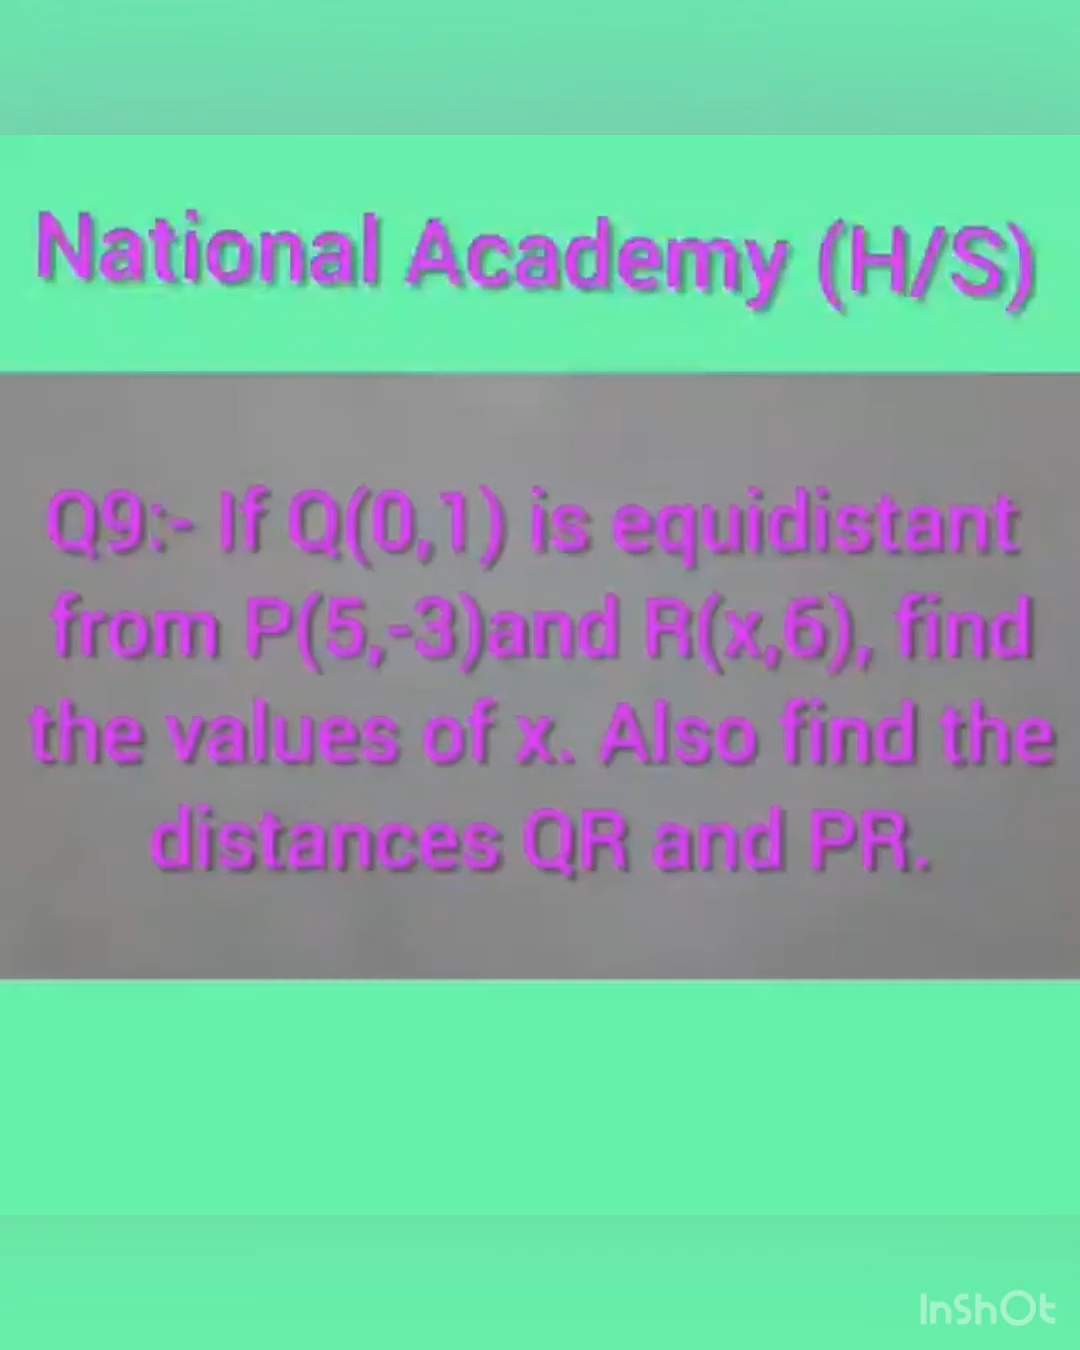 National Academy (H/S)
Q9:- If Q(0,1) is equidistant
from P(5,-3)and R(x,6), find
the values of x. Also find the
distances QR and PR.
InShOt